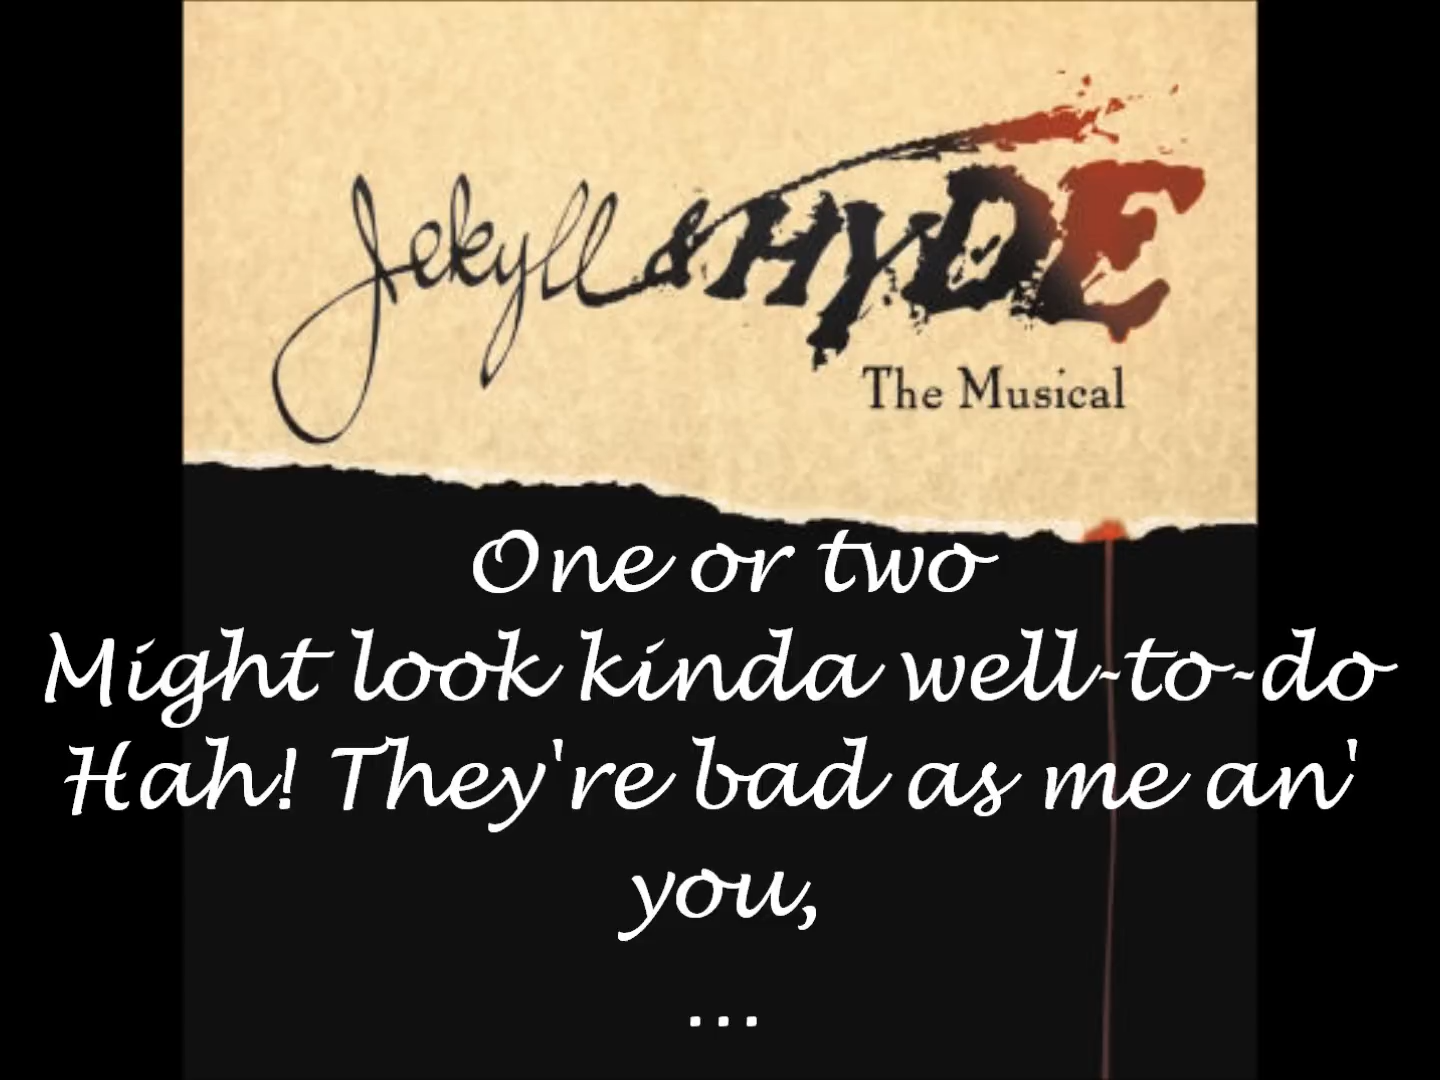 Jekyll & HYDE
The Musical
One or two
Might look kinda well-to-do
Hah! They're bad as me an'
you,
...